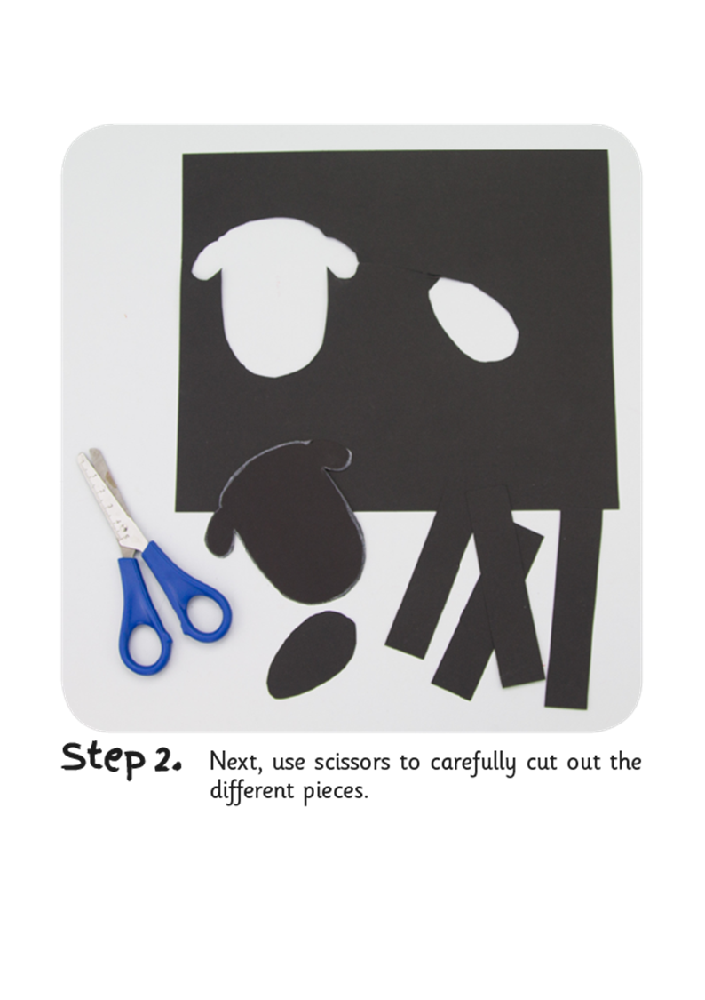 Step 2. Next, use scissors to carefully cut out the
different pieces.